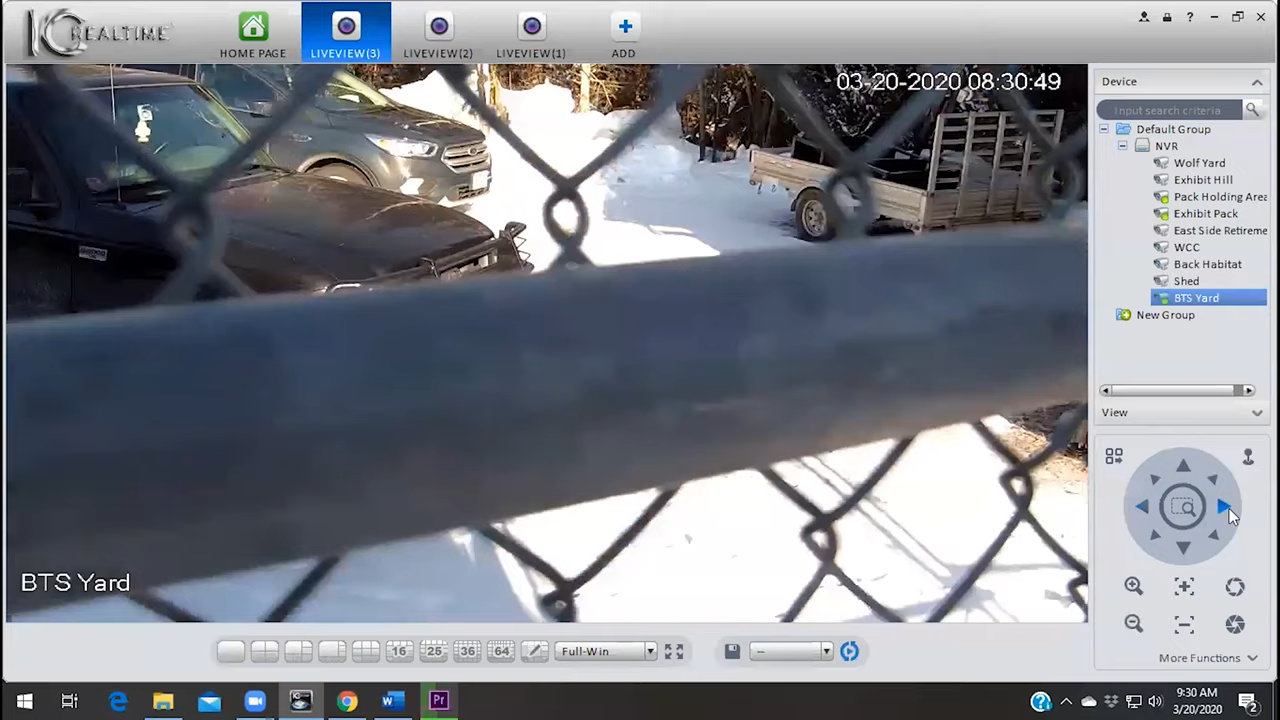 IC REALTIME
HOME PAGE
LIVEVIEW(3)
LIVEVIEW(2)
LIVEVIEW(1)
ADD
03-20-2020 08:30:49
BTS Yard
Device
Input search criteria
Default Group
NVR
Wolf Yard
Exhibit Hill
Pack Holding Area
Exhibit Pack
East Side Retireme
WCC
Back Habitat
Shed
BTS Yard
New Group
View
More Functions
16 25 36 64 Full-Win --
Pr
9:30 AM
3/20/2020
2